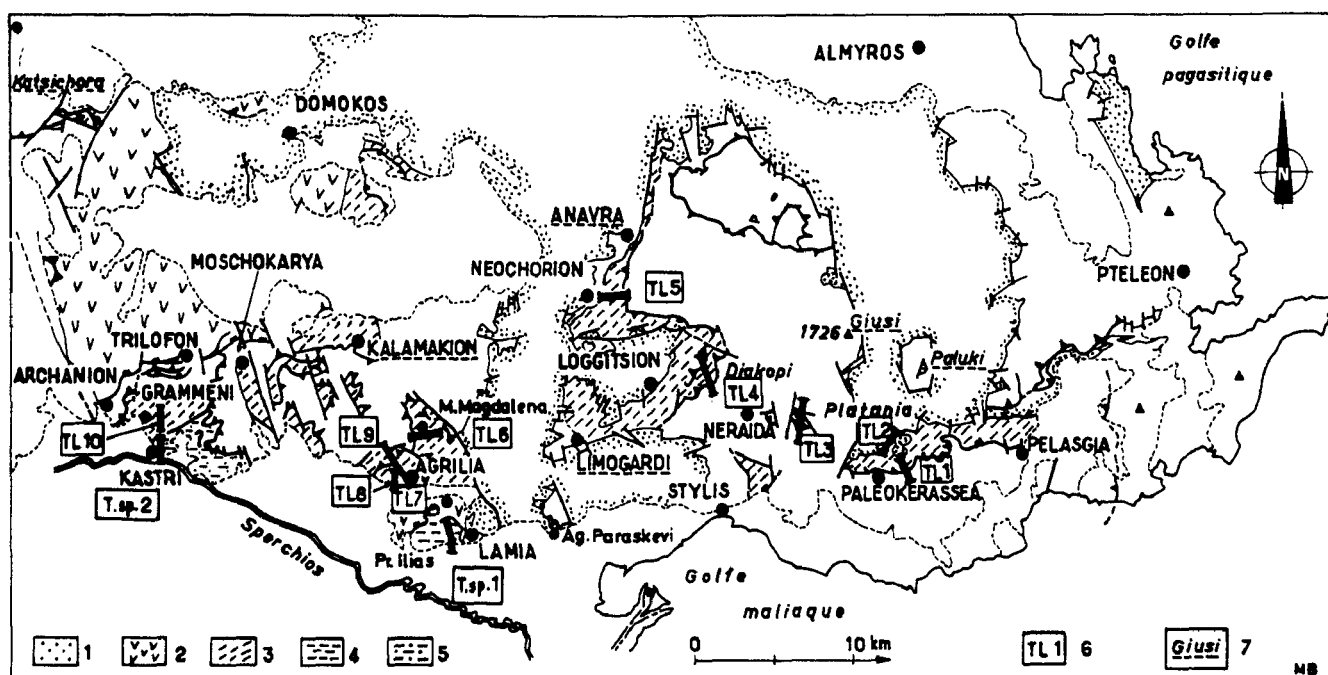 ALMYROS
Golfe
pagasitique
Katsichora
DOMOKOS
N
ANAVRA
MOSCHOKARYA
NEOCHORION
TL5
PTELEON
TRILOFON
1726
Giusi
KALAMAKION
Paluki
ARCHANION
LOGGITSION
Diakopi
GRAMMENI
TL4
M.Magdalena
Platania
TL10
TL9
TL6
NERAIDA
TL2
TL3
PELASGIA
KASTRI
AGRILIA
LIMOGARDI
TL1
TL8
TL7
STYLIS
PALEOKERASSEA
T.sp.2
Sperchios
LAMIA
Ag. Paraskevi
Pr.ilias
T.sp.1
Golfe
maliaque
1
2
3
4
5
0
10 km
TL1
6
Giusi
7
MB